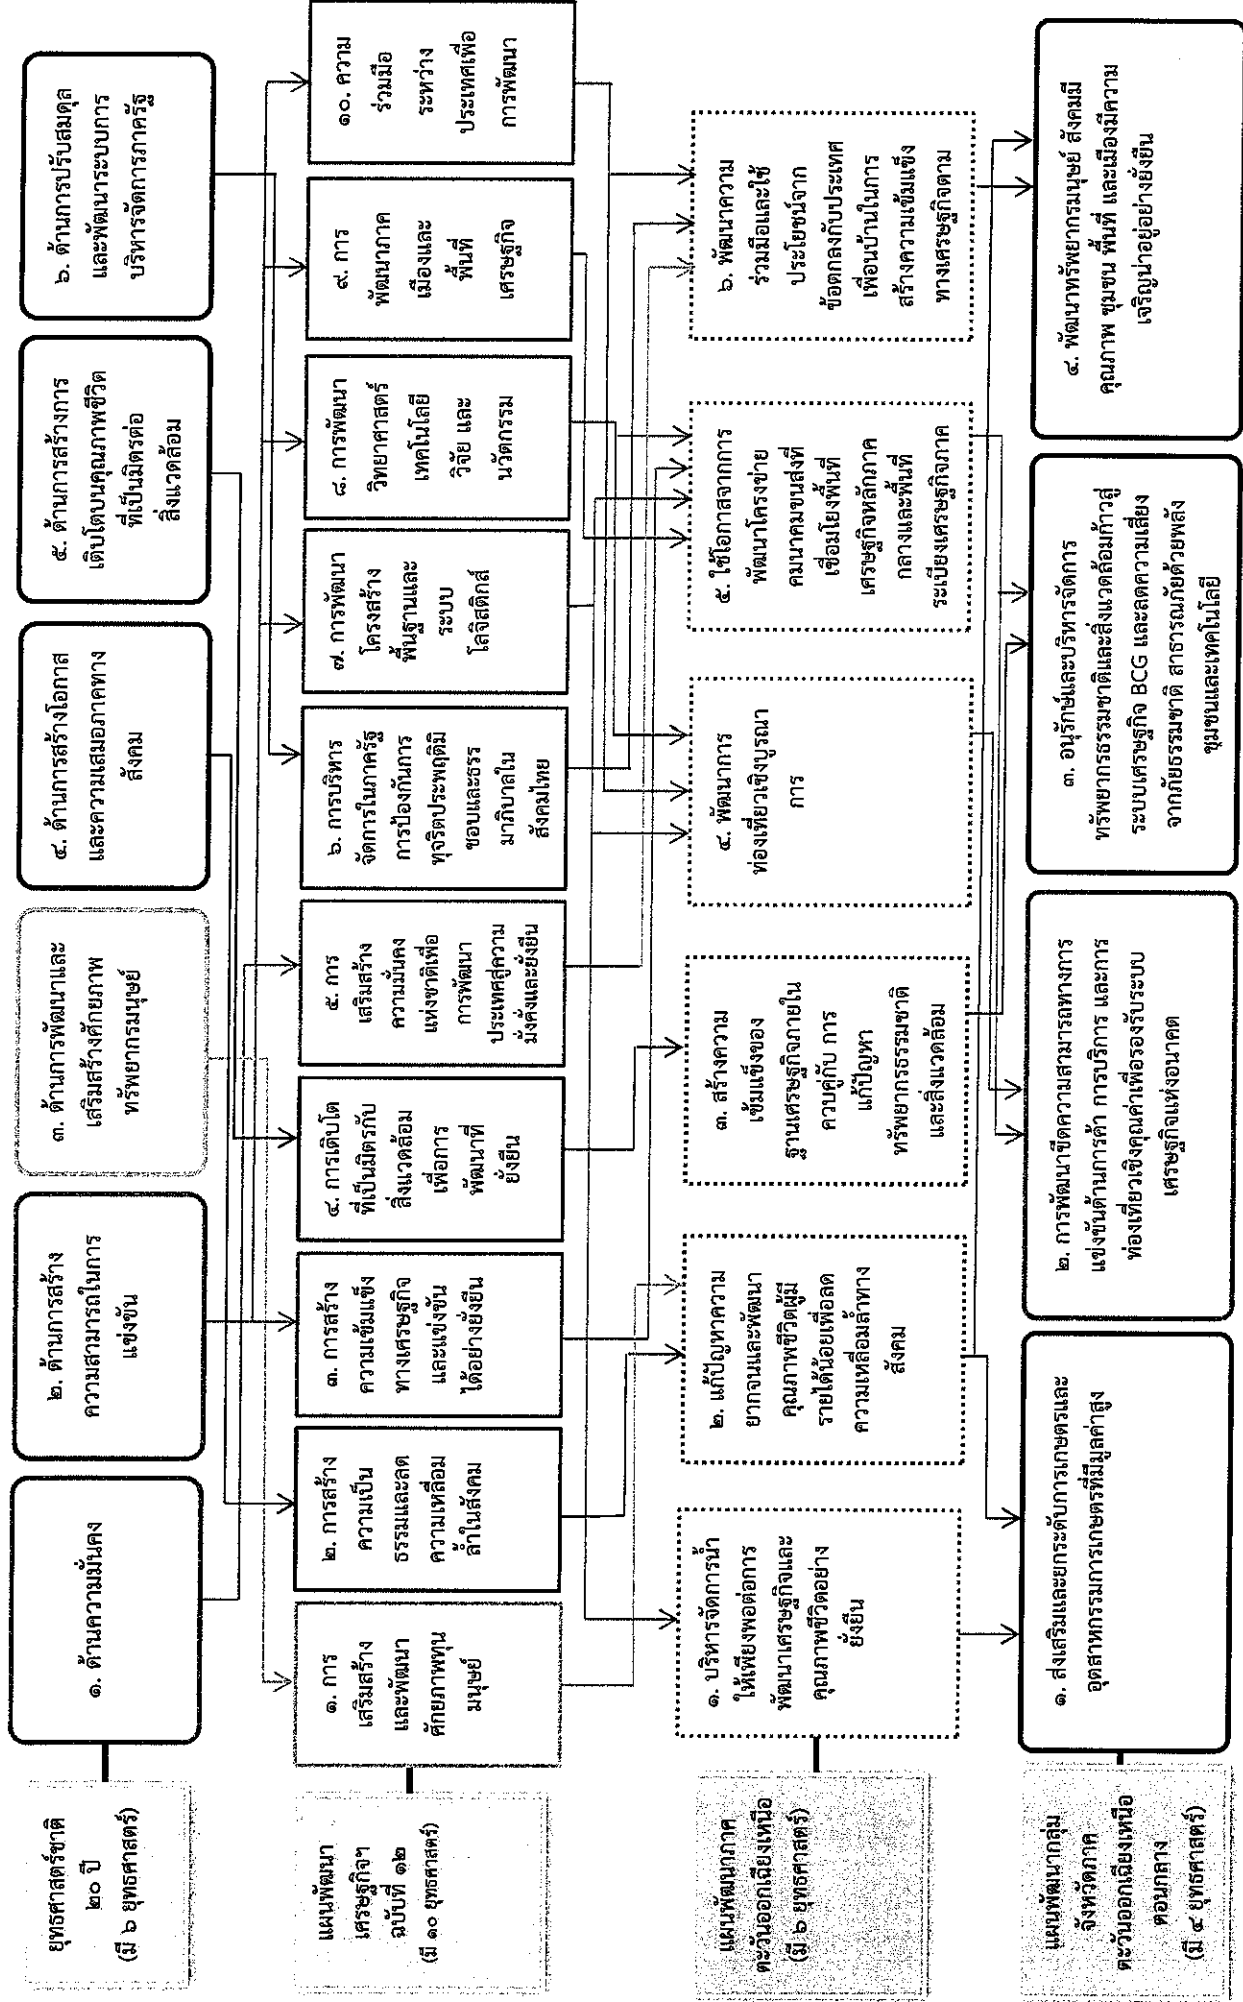 ยุทธศาสตร์ชาติ
๒๐ ปี
(มี ๖ ยุทธศาสตร์)
๑. ด้านความมั่นคง
๒. ด้านการสร้าง
ความสามารถในการ
แข่งขัน
๓. ด้านการพัฒนาและ
เสริมสร้างศักยภาพ
ทรัพยากรมนุษย์
๔. ด้านการสร้างโอกาส
และความเสมอภาคทาง
สังคม
๕. ด้านการสร้างการ
เติบโตบนคุณภาพชีวิต
ที่เป็นมิตรต่อ
สิ่งแวดล้อม
๖. ด้านการปรับสมดุล
และพัฒนาระบบการ
บริหารจัดการภาครัฐ
แผนพัฒนา
เศรษฐกิจฯ
ฉบับที่ ๑๒
(มี ๑๐ ยุทธศาสตร์)
๑. การ
เสริมสร้าง
และพัฒนา
ศักยภาพทุน
มนุษย์
๒. การสร้าง
ความเป็น
ธรรมและลด
ความเหลื่อม
ล้ำในสังคม
๓. การสร้าง
ความเข้มแข็ง
ทางเศรษฐกิจ
และแข่งขัน
ได้อย่างยั่งยืน
๔. การเติบโต
ที่เป็นมิตรกับ
สิ่งแวดล้อม
เพื่อการ
พัฒนาที่
ยั่งยืน
๕. การ
เสริมสร้าง
ความมั่นคง
แห่งชาติเพื่อ
การพัฒนา
ประเทศสู่ความ
มั่งคั่งและยั่งยืน
๖. การบริหาร
จัดการในภาครัฐ
การป้องกันการ
ทุจริตประพฤติมิ
ชอบและธรร
มาภิบาลใน
สังคมไทย
๗. การพัฒนา
โครงสร้าง
พื้นฐานและ
ระบบ
โลจิสติกส์
๘. การพัฒนา
วิทยาศาสตร์
เทคโนโลยี
วิจัย และ
นวัตกรรม
๙. การ
พัฒนาภาค
เมืองและ
พื้นที่
เศรษฐกิจ
๑๐. ความ
ร่วมมือ
ระหว่าง
ประเทศเพื่อ
การพัฒนา
แผนพัฒนาภาค
ตะวันออกเฉียงเหนือ
(มี ๖ ยุทธศาสตร์)
๑. บริหารจัดการน้ำ
ให้เพียงพอต่อการ
พัฒนาเศรษฐกิจและ
คุณภาพชีวิตอย่าง
ยั่งยืน
๒. แก้ปัญหาความ
ยากจนและพัฒนา
คุณภาพชีวิตผู้มี
รายได้น้อยเพื่อลด
ความเหลื่อมล้ำทาง
สังคม
๓. สร้างความ
เข้มแข็งของ
ฐานเศรษฐกิจภายใน
ควบคู่กับ การ
แก้ปัญหา
ทรัพยากรธรรมชาติ
และสิ่งแวดล้อม
๔. พัฒนาการ
ท่องเที่ยวเชิงบูรณา
การ
๕. ใช้โอกาสจากการ
พัฒนาโครงข่าย
คมนาคมขนส่งที่
เชื่อมโยงพื้นที่
เศรษฐกิจหลักภาค
กลางและพื้นที่
ระเบียงเศรษฐกิจภาค
๖. พัฒนาความ
ร่วมมือและใช้
ประโยชน์จาก
ข้อตกลงกับประเทศ
เพื่อนบ้านในการ
สร้างความเข้มแข็ง
ทางเศรษฐกิจตาม
แผนพัฒนากลุ่ม
จังหวัดภาค
ตะวันออกเฉียงเหนือ
ตอนกลาง
(มี ๔ ยุทธศาสตร์)
๑. ส่งเสริมและยกระดับการเกษตรและ
อุตสาหกรรมการเกษตรที่มีมูลค่าสูง
๒. การพัฒนาขีดความสามารถทางการ
แข่งขันด้านการค้า การบริการ และการ
ท่องเที่ยวเชิงคุณค่าเพื่อรองรับระบบ
เศรษฐกิจแห่งอนาคต
๓. อนุรักษ์และบริหารจัดการ
ทรัพยากรธรรมชาติและสิ่งแวดล้อมก้าวสู่
ระบบเศรษฐกิจ BCG และลดความเสี่ยง
จากภัยธรรมชาติ สาธารณภัยด้วยพลัง
ชุมชนและเทคโนโลยี
๔. พัฒนาทรัพยากรมนุษย์ สังคมมี
คุณภาพ ชุมชน พื้นที่ และเมืองมีความ
เจริญน่าอยู่อย่างยั่งยืน